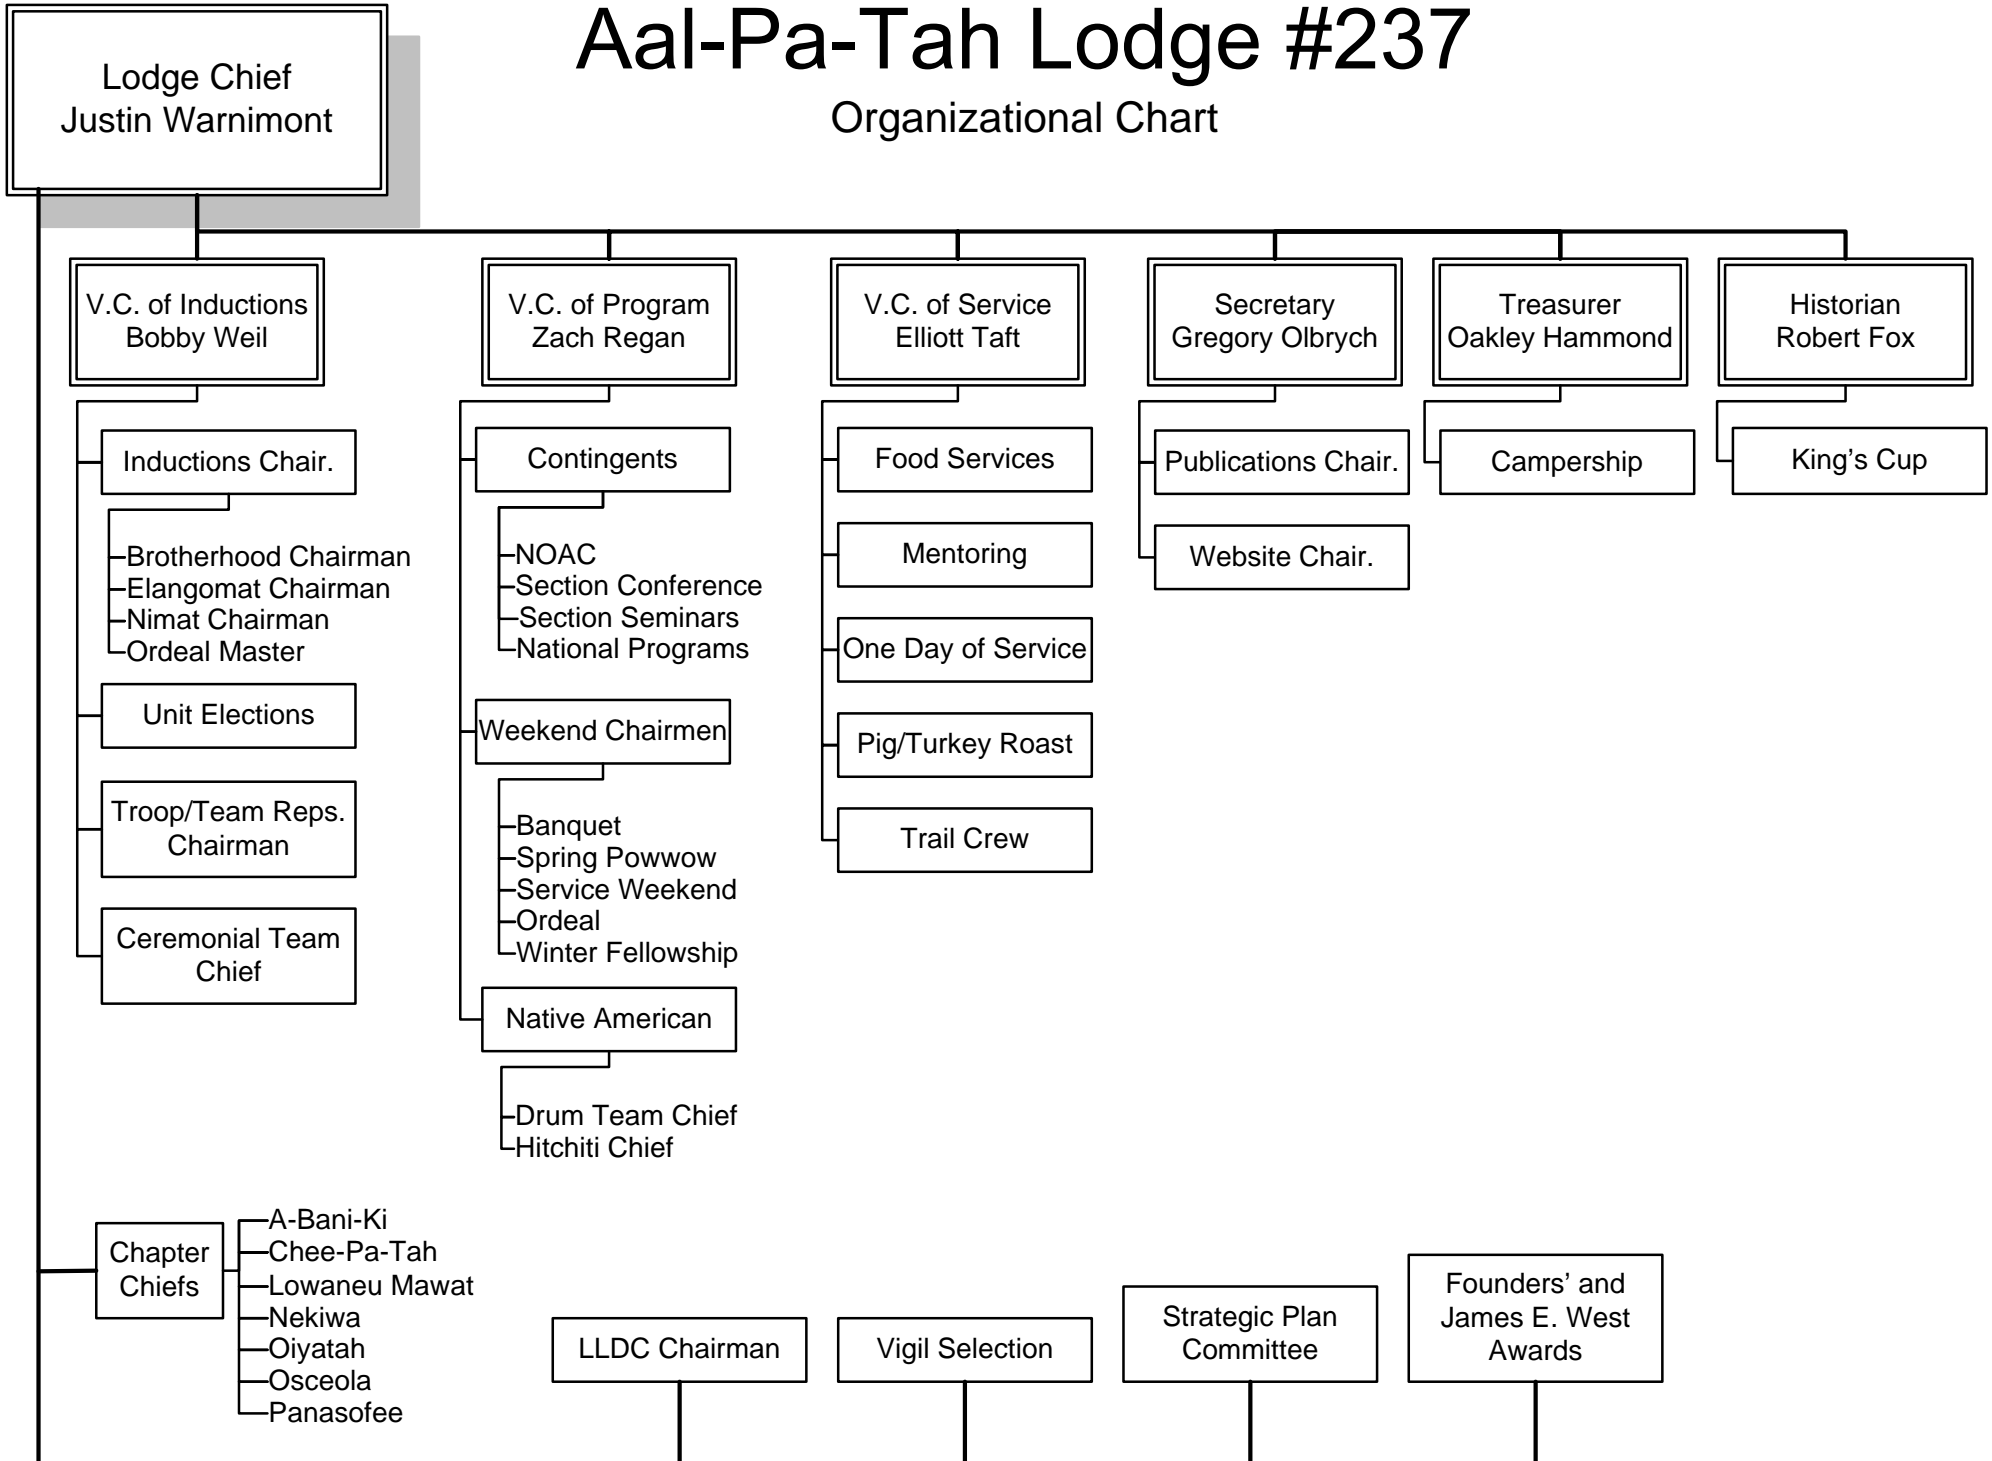 Aal-Pa-Tah Lodge #237
Organizational Chart
Lodge Chief
Justin Warnimont
V.C. of Inductions
Bobby Weil
Inductions Chair.
Brotherhood Chairman
Elangomat Chairman
Nimat Chairman
Ordeal Master
Unit Elections
Troop/Team Reps.
Chairman
Ceremonial Team
Chief
V.C. of Program
Zach Regan
Contingents
NOAC
Section Conference
Section Seminars
National Programs
Weekend Chairmen
Banquet
Spring Powwow
Service Weekend
Ordeal
Winter Fellowship
Native American
Drum Team Chief
Hitchiti Chief
V.C. of Service
Elliott Taft
Food Services
Mentoring
One Day of Service
Pig/Turkey Roast
Trail Crew
Secretary
Gregory Olbrych
Publications Chair.
Website Chair.
Treasurer
Oakley Hammond
Campership
Historian
Robert Fox
King’s Cup
Chapter
Chiefs
A-Bani-Ki
Chee-Pa-Tah
Lowaneu Mawat
Nekiwa
Oiyatah
Osceola
Panasofee
LLDC Chairman
Vigil Selection
Strategic Plan
Committee
Founders’ and
James E. West
Awards